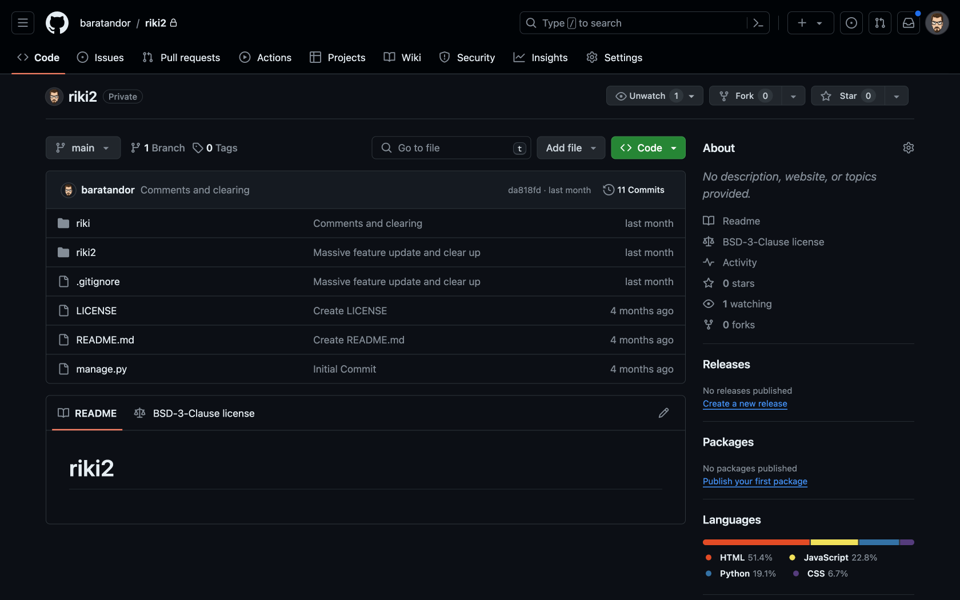 baratandor / riki2
Type / to search
Code Issues Pull requests Actions Projects Wiki Security Insights Settings
riki2 Private Unwatch 1 Fork 0 Star 0
main 1 Branch 0 Tags Go to file t Add file Code
baratandor Comments and clearing da818fd · last month 11 Commits
riki Comments and clearing last month
riki2 Massive feature update and clear up last month
.gitignore Massive feature update and clear up last month
LICENSE Create LICENSE 4 months ago
README.md Create README.md 4 months ago
manage.py Initial Commit 4 months ago
README BSD-3-Clause license
riki2
About
No description, website, or topics
provided.
Readme
BSD-3-Clause license
Activity
0 stars
1 watching
0 forks
Releases
No releases published
Create a new release
Packages
No packages published
Publish your first package
Languages
HTML 51.4% JavaScript 22.8%
Python 19.1% CSS 6.7%